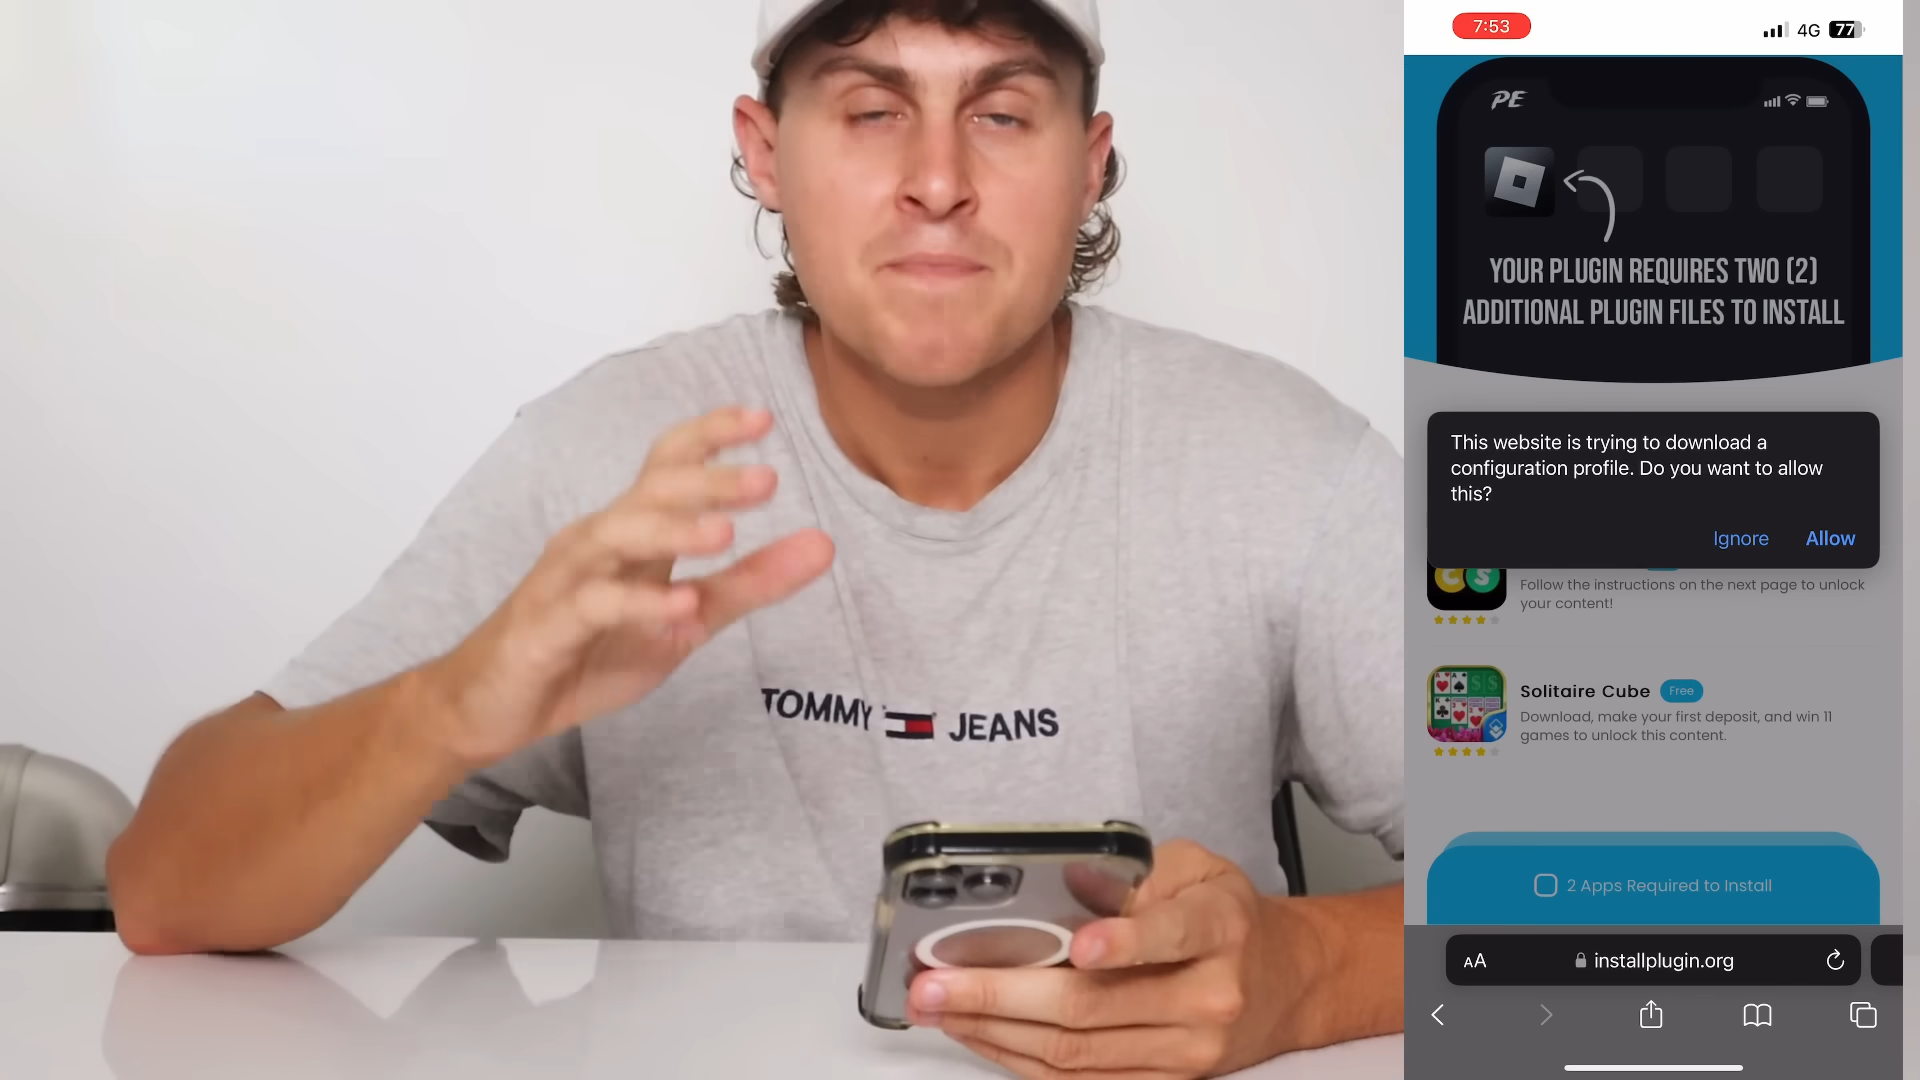 TOMMY JEANS
7:53
4G 77
PE
YOUR PLUGIN REQUIRES TWO (2)
ADDITIONAL PLUGIN FILES TO INSTALL
This website is trying to download a
configuration profile. Do you want to allow
this?
Ignore Allow
GS
Follow the instructions on the next page to unlock
your content!
Solitaire Cube Free
Download, make your first deposit, and win 11
games to unlock this content.
2 Apps Required to Install
AA installplugin.org